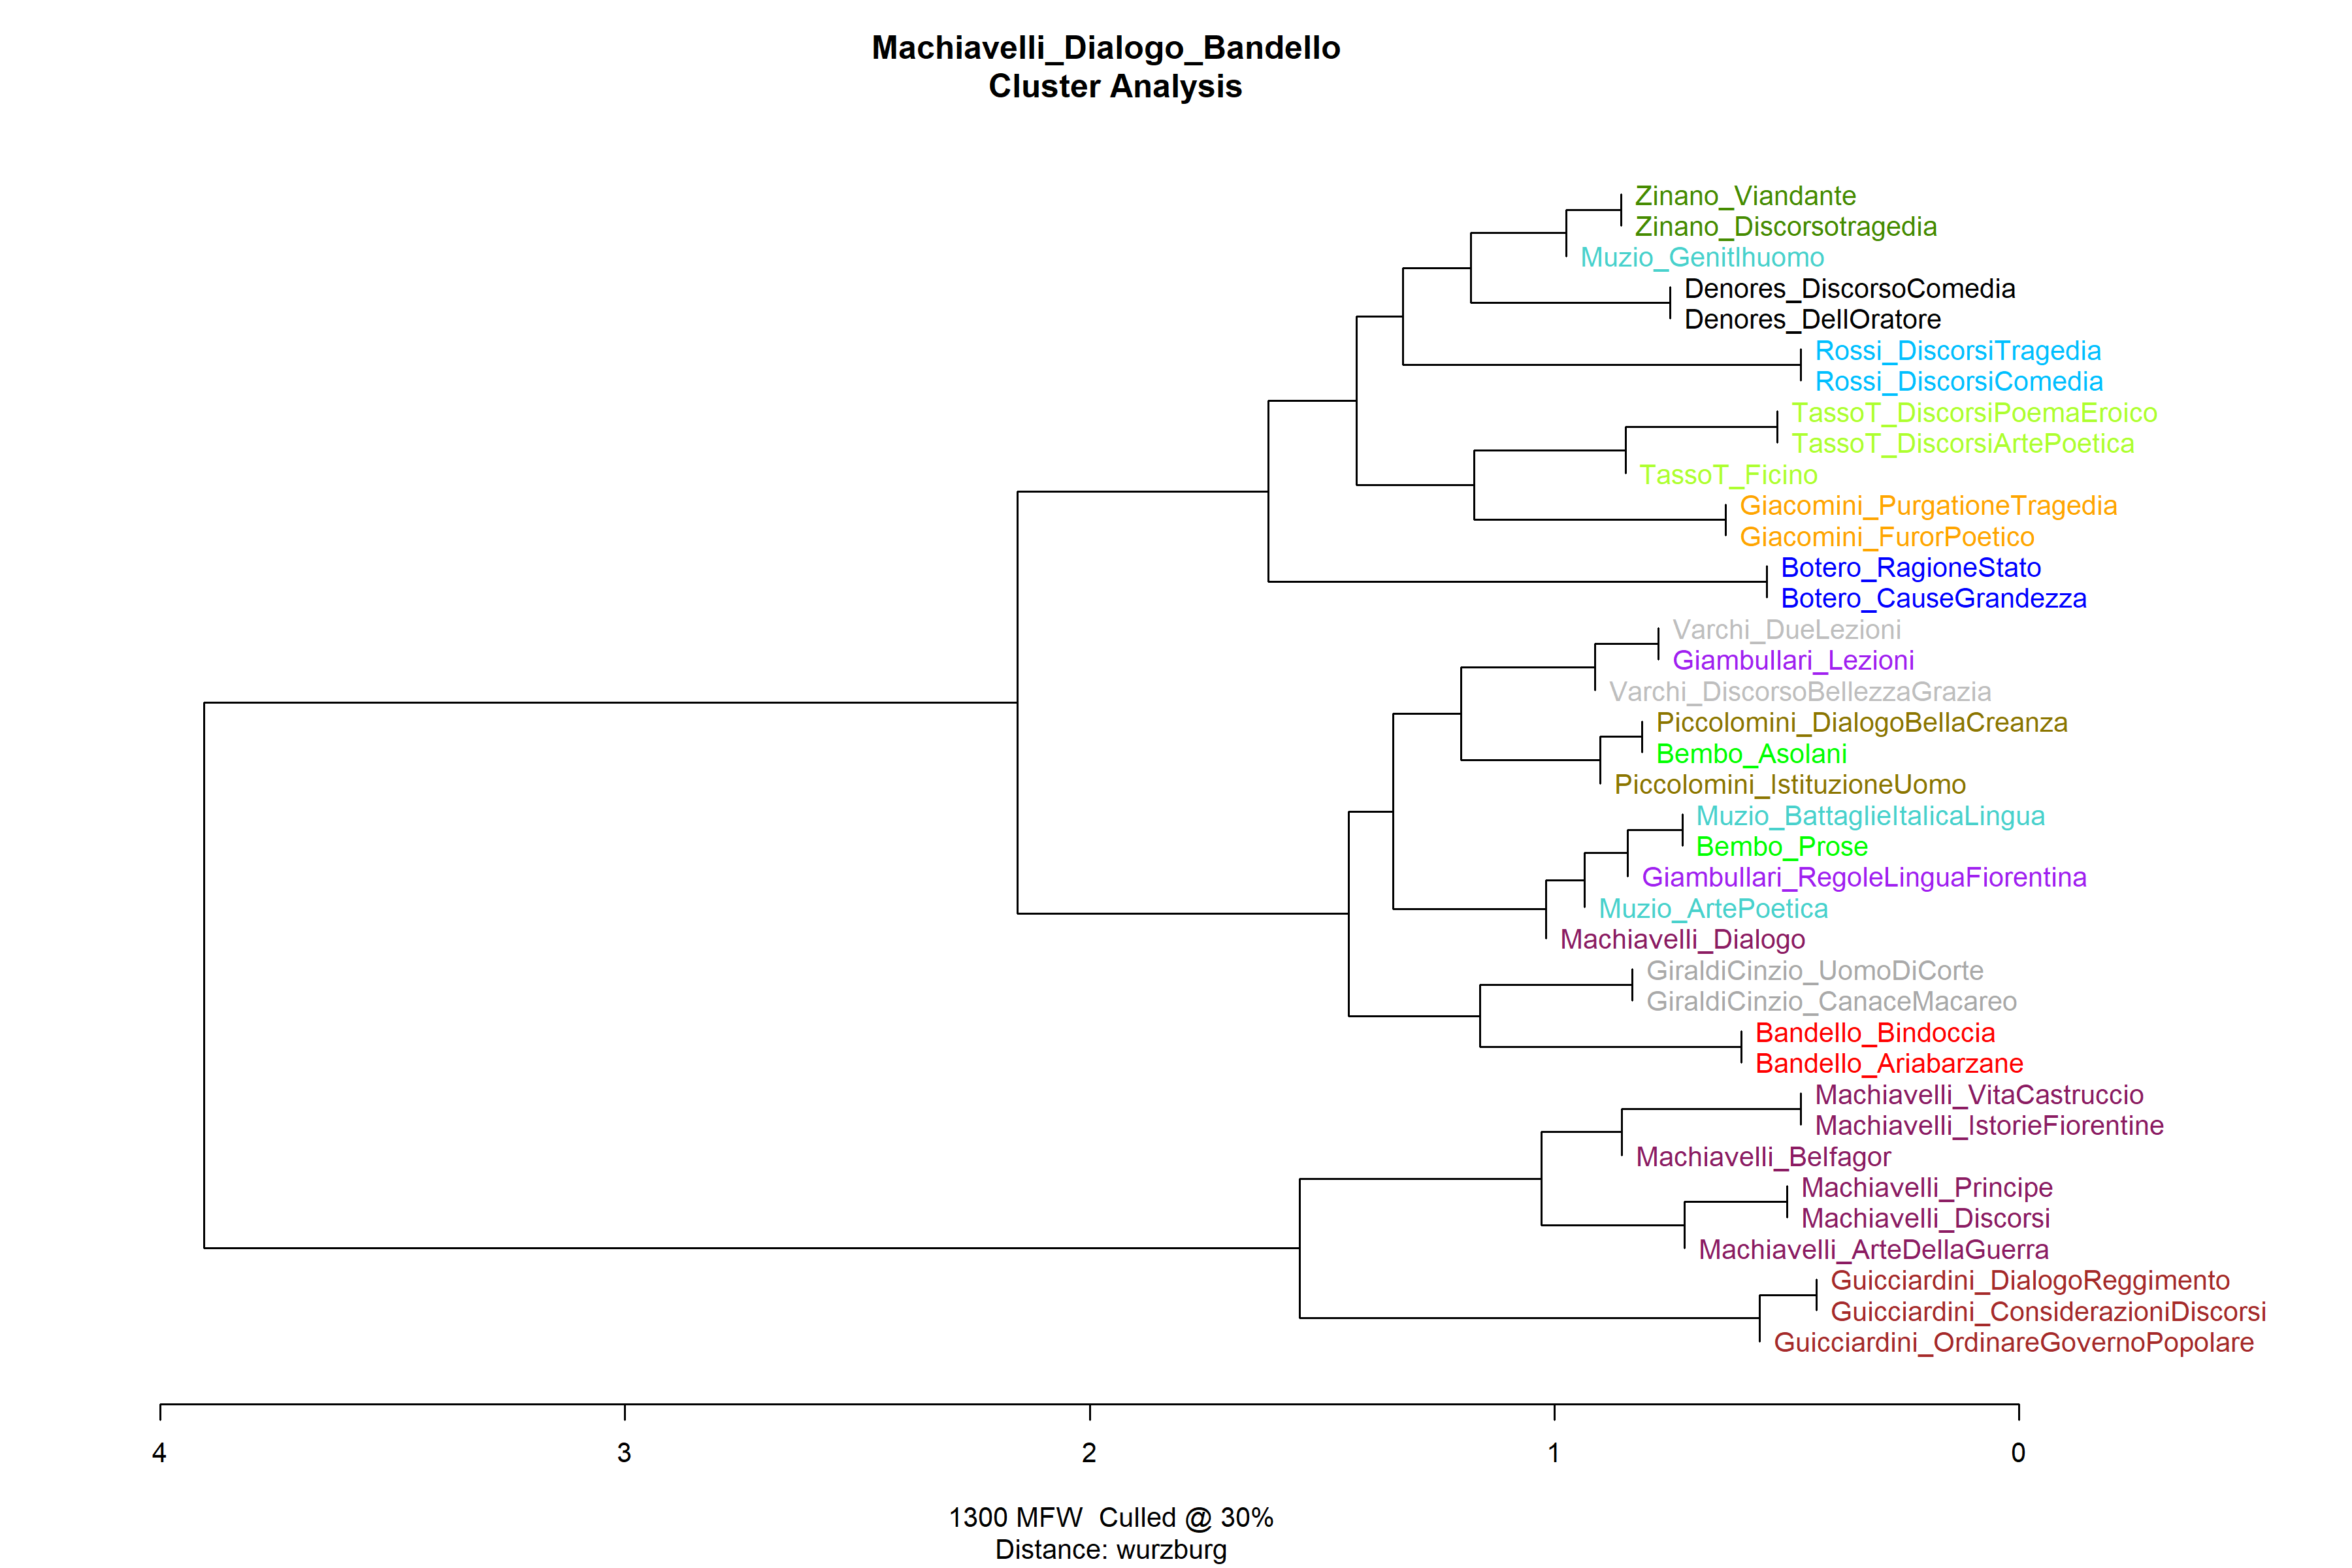 Machiavelli_Dialogo_Bandello
Cluster Analysis
Zinano_Viandante
Zinano_Discorsotragedia
Muzio_Genitlhuomo
Denores_DiscorsoComedia
Denores_DellOratore
Rossi_DiscorsiTragedia
Rossi_DiscorsiComedia
TassoT_DiscorsiPoemaEroico
TassoT_DiscorsiArtePoetica
TassoT_Ficino
Giacomini_PurgationeTragedia
Giacomini_FurorPoetico
Botero_RagioneStato
Botero_CauseGrandezza
Varchi_DueLezioni
Giambullari_Lezioni
Varchi_DiscorsoBellezzaGrazia
Piccolomini_DialogoBellaCreanza
Bembo_Asolani
Piccolomini_IstituzioneUomo
Muzio_BattaglieItalicaLingua
Bembo_Prose
Giambullari_RegoleLinguaFiorentina
Muzio_ArtePoetica
Machiavelli_Dialogo
GiraldiCinzio_UomoDiCorte
GiraldiCinzio_CanaceMacareo
Bandello_Bindoccia
Bandello_Ariabarzane
Machiavelli_VitaCastruccio
Machiavelli_IstorieFiorentine
Machiavelli_Belfagor
Machiavelli_Principe
Machiavelli_Discorsi
Machiavelli_ArteDellaGuerra
Guicciardini_DialogoReggimento
Guicciardini_ConsiderazioniDiscorsi
Guicciardini_OrdinareGovernoPopolare
4 3 2 1 0
1300 MFW  Culled @ 30%
Distance: wurzburg